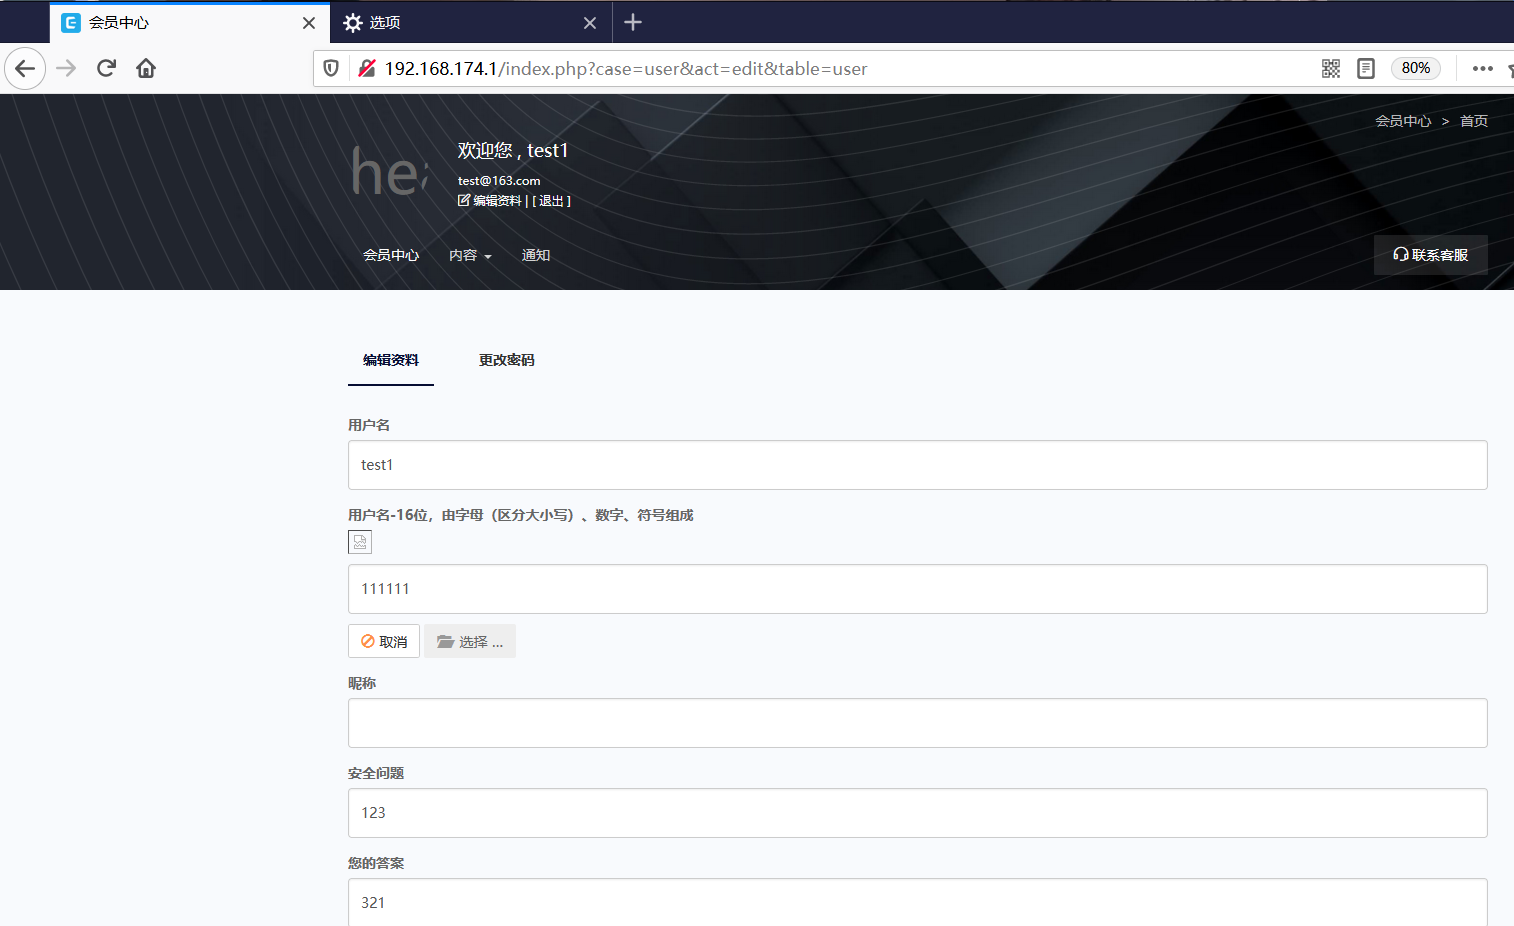 会员中心
选项
192.168.174.1/index.php?case=user&act=edit&table=user
80%
会员中心 > 首页
欢迎您 , test1
test@163.com
编辑资料 | [ 退出 ]
会员中心 内容 通知
联系客服
编辑资料 更改密码
用户名
test1
用户名-16位，由字母（区分大小写）、数字、符号组成
111111
取消 选择 ...
昵称
安全问题
123
您的答案
321